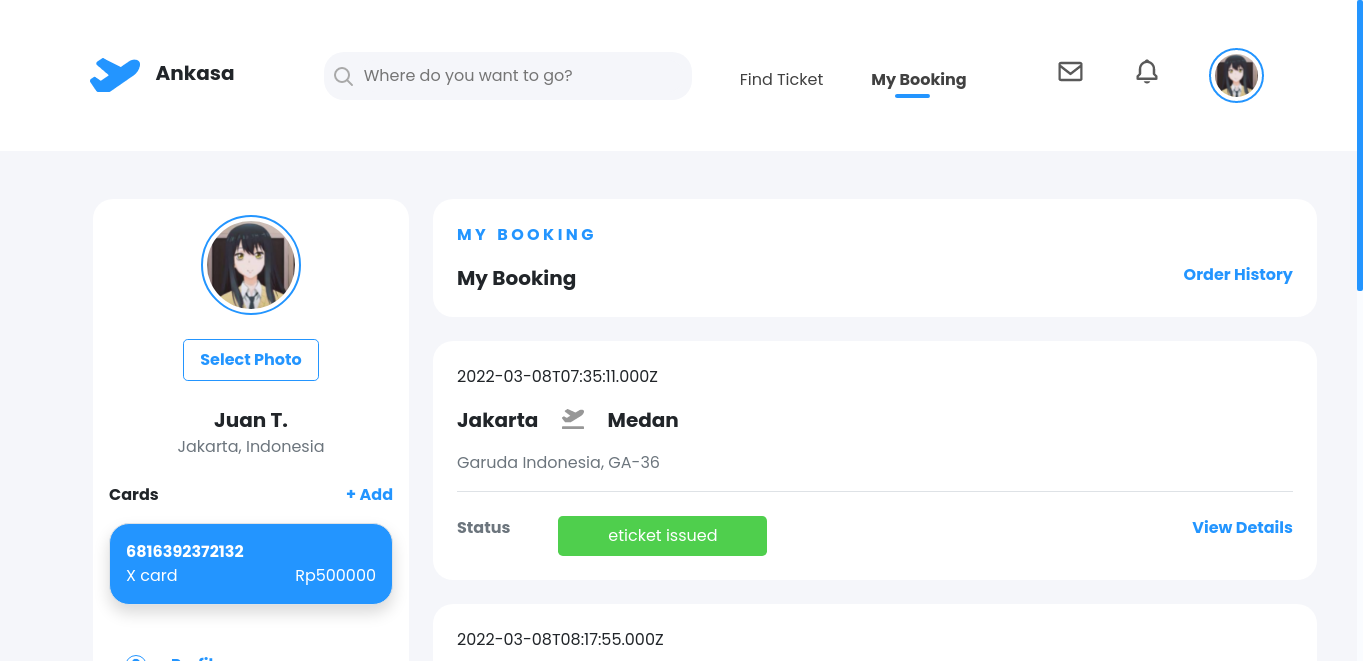 Ankasa
Where do you want to go?
Find Ticket
My Booking
Select Photo
Juan T.
Jakarta, Indonesia
Cards
+ Add
6816392372132
X card
Rp500000
MY BOOKING
My Booking
Order History
2022-03-08T07:35:11.000Z
Jakarta
Medan
Garuda Indonesia, GA-36
Status
eticket issued
View Details
2022-03-08T08:17:55.000Z